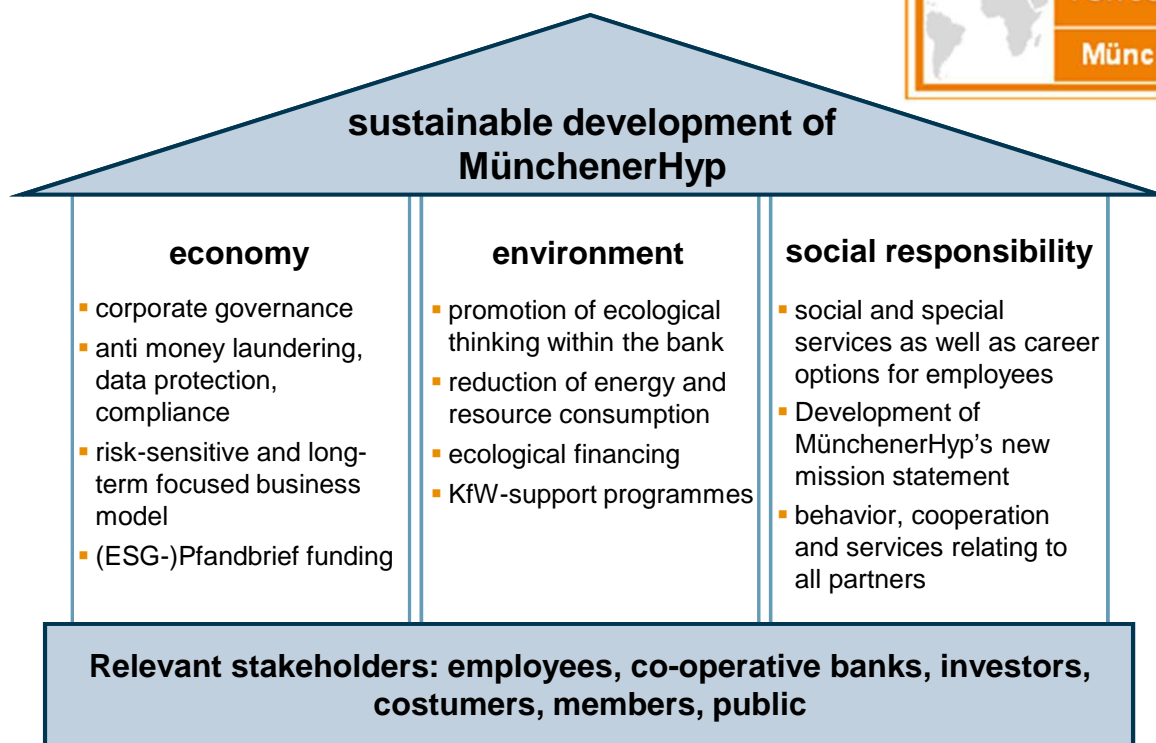 Münc
sustainable development of
MünchenerHyp
economy
▪ corporate governance
▪ anti money laundering,
data protection,
compliance
▪ risk-sensitive and long-
term focused business
model
▪ (ESG-)Pfandbrief funding
environment
▪ promotion of ecological
thinking within the bank
▪ reduction of energy and
resource consumption
▪ ecological financing
▪ KfW-support programmes
social responsibility
▪ social and special
services as well as career
options for employees
▪ Development of
MünchenerHyp’s new
mission statement
▪ behavior, cooperation
and services relating to
all partners
Relevant stakeholders: employees, co-operative banks, investors,
costumers, members, public